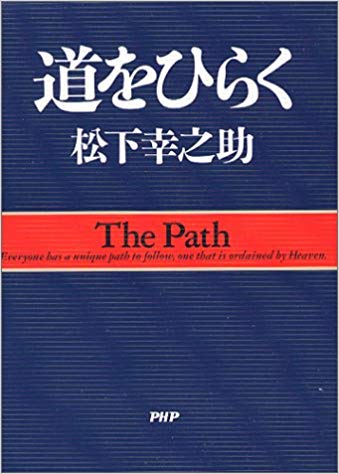 道をひらく
松下幸之助
The Path
Everyone has a unique path to follow, one that is ordained by Heaven.
PHP